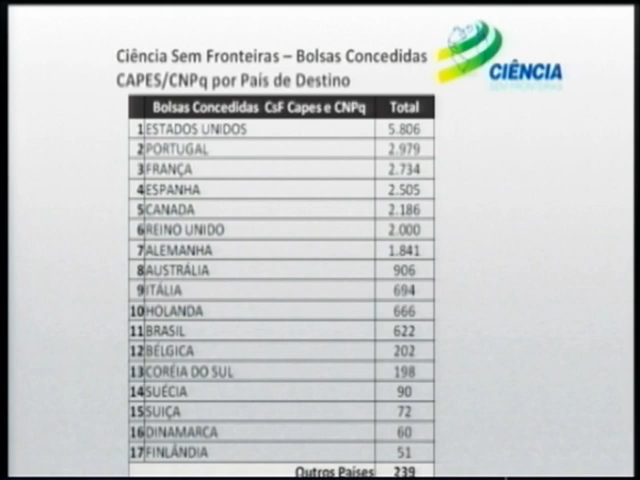 Ciência Sem Fronteiras – Bolsas Concedidas
CAPES/CNPq por País de Destino
CIÊNCIA
SEM FRONTEIRAS
Bolsas Concedidas CsF Capes e CNPq Total
1 ESTADOS UNIDOS 5.806
2 PORTUGAL 2.979
3 FRANÇA 2.734
4 ESPANHA 2.505
5 CANADA 2.186
6 REINO UNIDO 2.000
7 ALEMANHA 1.841
8 AUSTRÁLIA 906
9 ITÁLIA 694
10 HOLANDA 666
11 BRASIL 622
12 BÉLGICA 202
13 CORÉIA DO SUL 198
14 SUÉCIA 90
15 SUIÇA 72
16 DINAMARCA 60
17 FINLÂNDIA 51
Outros Países 239